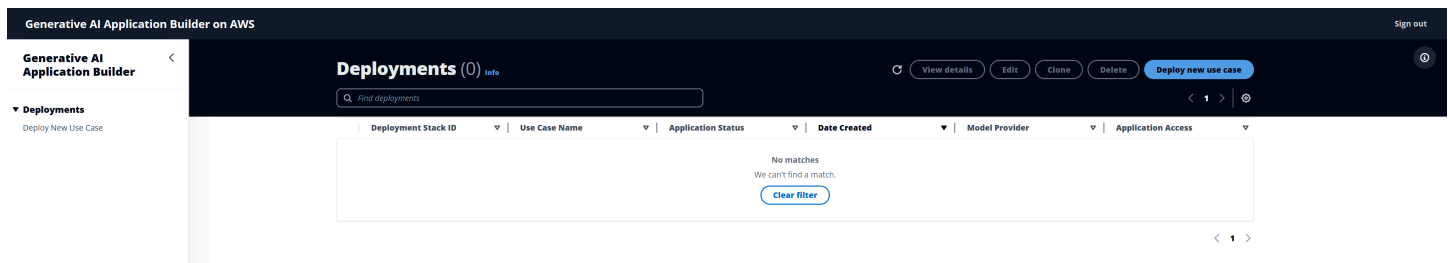 Generative AI Application Builder on AWS
Sign out
Generative AI
Application Builder
Deployments
Deploy New Use Case
Deployments (0) Info
View details
Edit
Clone
Delete
Deploy new use case
Find deployments
1
Deployment Stack ID
Use Case Name
Application Status
Date Created
Model Provider
Application Access
No matches
We can't find a match.
Clear filter
1